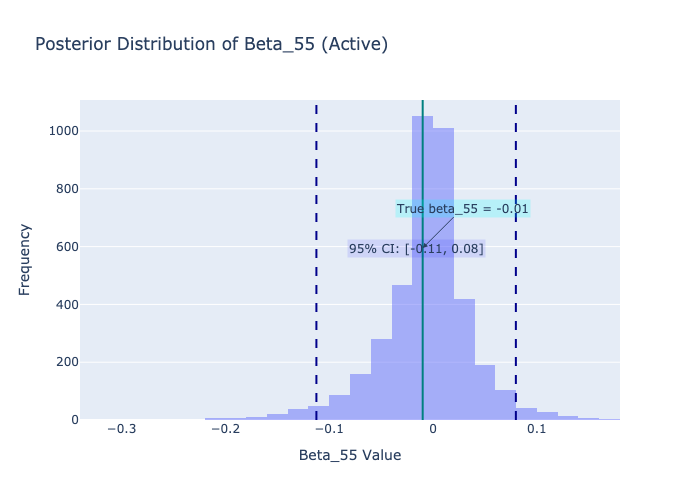 Posterior Distribution of Beta_55 (Active)
Frequency
1000
800
600
400
200
0
True beta_55 = -0.01
95% CI: [-0.11, 0.08]
−0.3
−0.2
−0.1
0
0.1
Beta_55 Value